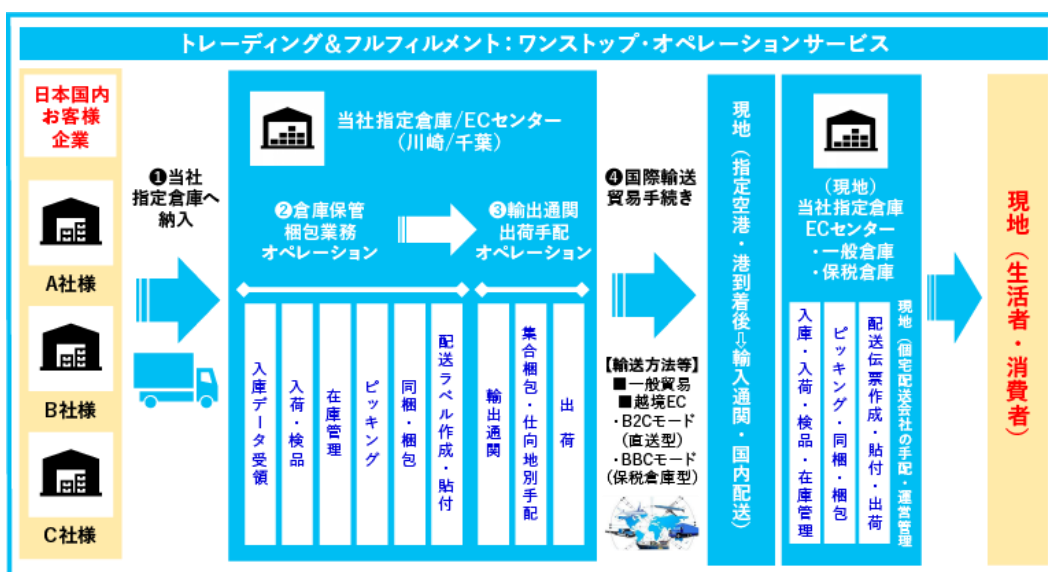 トレーディング&フルフィルメント:ワンストップ・オペレーションサービス
日本国内
お客様
企業
A社様
B社様
C社様
❶当社
指定倉庫へ
納入
当社指定倉庫/ECセンター
(川崎/千葉)
❷倉庫保管
梱包業務
オペレーション
❸輸出通関
出荷手配
オペレーション
入庫データ受領
入荷・検品
在庫管理
ピッキング
同梱・梱包
配送ラベル作成・貼付
輸出通関
集合梱包・仕向地別手配
出荷
❹国際輸送
貿易手続き
【輸送方法等】
■一般貿易
■越境EC
・B2Cモード
(直送型)
・BBCモード
(保税倉庫型)
現地(指定空港・港到着後⇨輸入通関・国内配送)
(現地)
当社指定倉庫
ECセンター
・一般倉庫
・保税倉庫
入庫・入荷・検品・在庫管理
ピッキング・同梱・梱包
配送伝票作成・貼付・出荷
現地(個宅配送会社の手配・運営管理
現地(生活者・消費者)